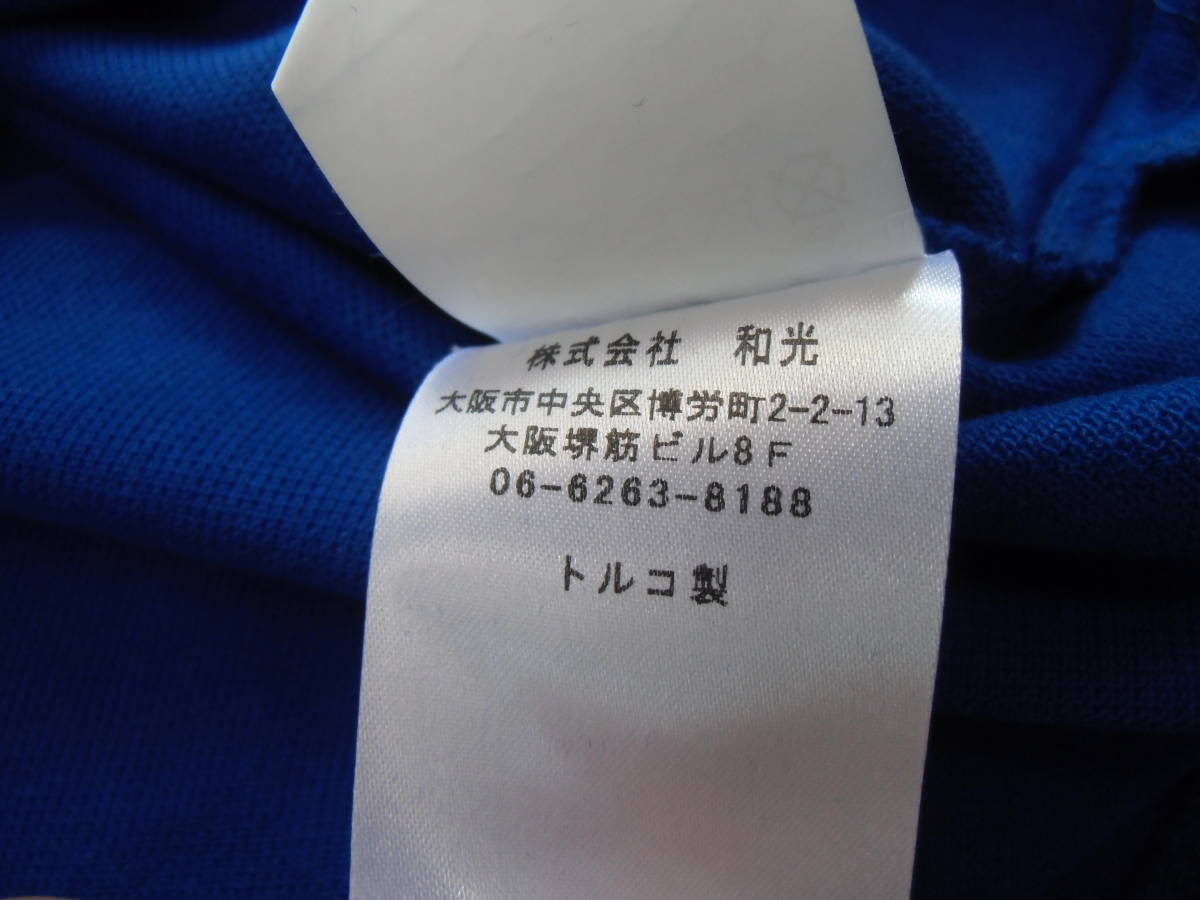 株式会社　和光
大阪市中央区博労町2-2-13
大阪堺筋ビル8F
06-6263-8188
トルコ製